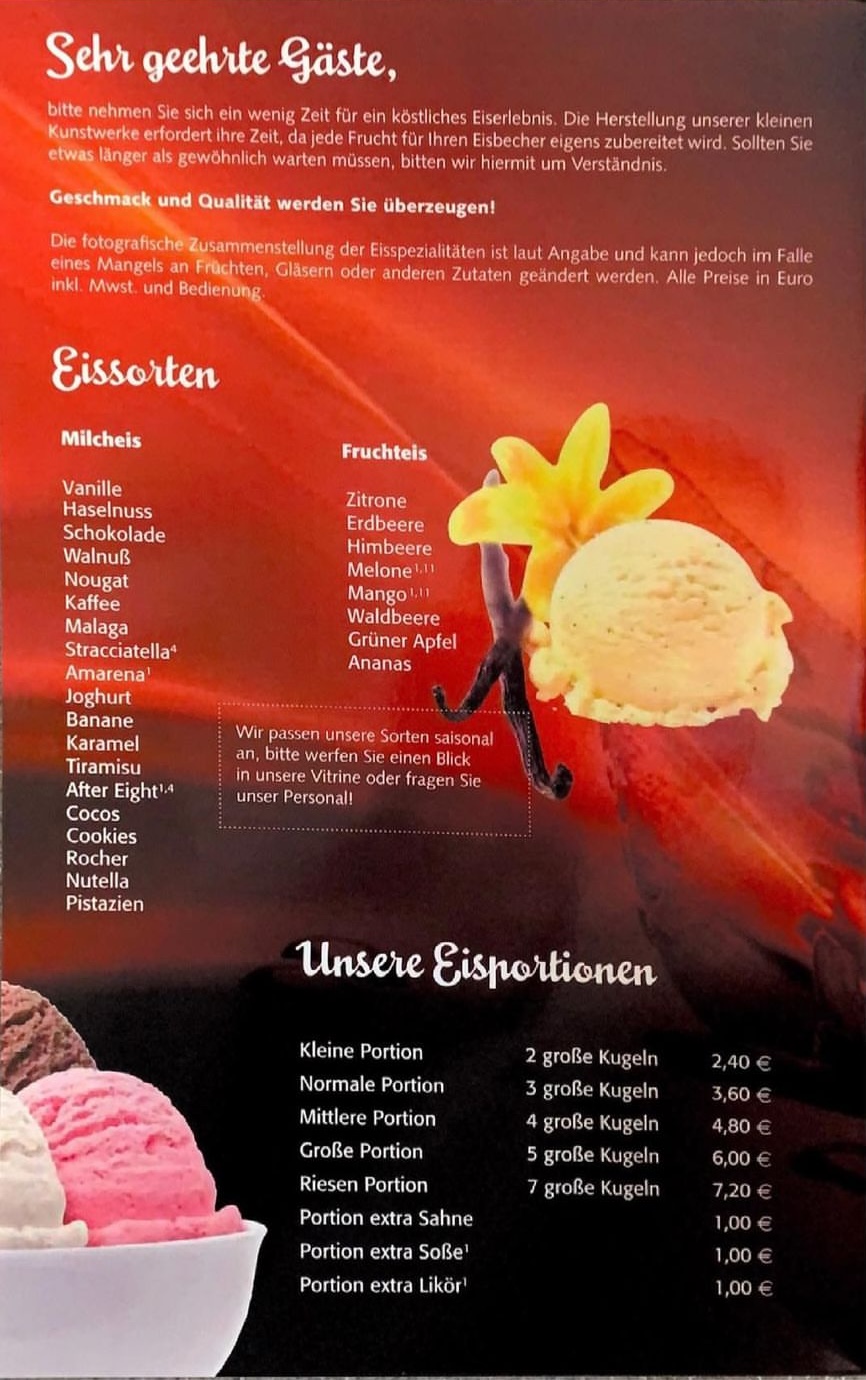 Sehr geehrte Gäste,
bitte nehmen Sie sich ein wenig Zeit für ein köstliches Eiserlebnis. Die Herstellung unserer kleinen
Kunstwerke erfordert ihre Zeit, da jede Frucht für Ihren Eisbecher eigens zubereitet wird. Sollten Sie
etwas länger als gewöhnlich warten müssen, bitten wir hiermit um Verständnis.
Geschmack und Qualität werden Sie überzeugen!
Die fotografische Zusammenstellung der Eisspezialitäten ist laut Angabe und kann jedoch im Falle
eines Mangels an Früchten, Gläsern oder anderen Zutaten geändert werden. Alle Preise in Euro
inkl. Mwst. und Bedienung.
Eissorten
Milcheis
Vanille
Haselnuss
Schokolade
Walnuß
Nougat
Kaffee
Malaga
Stracciatella⁴
Amarena¹
Joghurt
Banane
Karamel
Tiramisu
After Eight¹,⁴
Cocos
Cookies
Rocher
Nutella
Pistazien
Fruchteis
Zitrone
Erdbeere
Himbeere
Melone¹,¹¹
Mango¹,¹¹
Waldbeere
Grüner Apfel
Ananas
Wir passen unsere Sorten saisonal
an, bitte werfen Sie einen Blick
in unsere Vitrine oder fragen Sie
unser Personal!
Unsere Eisportionen
Kleine Portion 2 große Kugeln 2,40 €
Normale Portion 3 große Kugeln 3,60 €
Mittlere Portion 4 große Kugeln 4,80 €
Große Portion 5 große Kugeln 6,00 €
Riesen Portion 7 große Kugeln 7,20 €
Portion extra Sahne 1,00 €
Portion extra Soße¹ 1,00 €
Portion extra Likör¹ 1,00 €